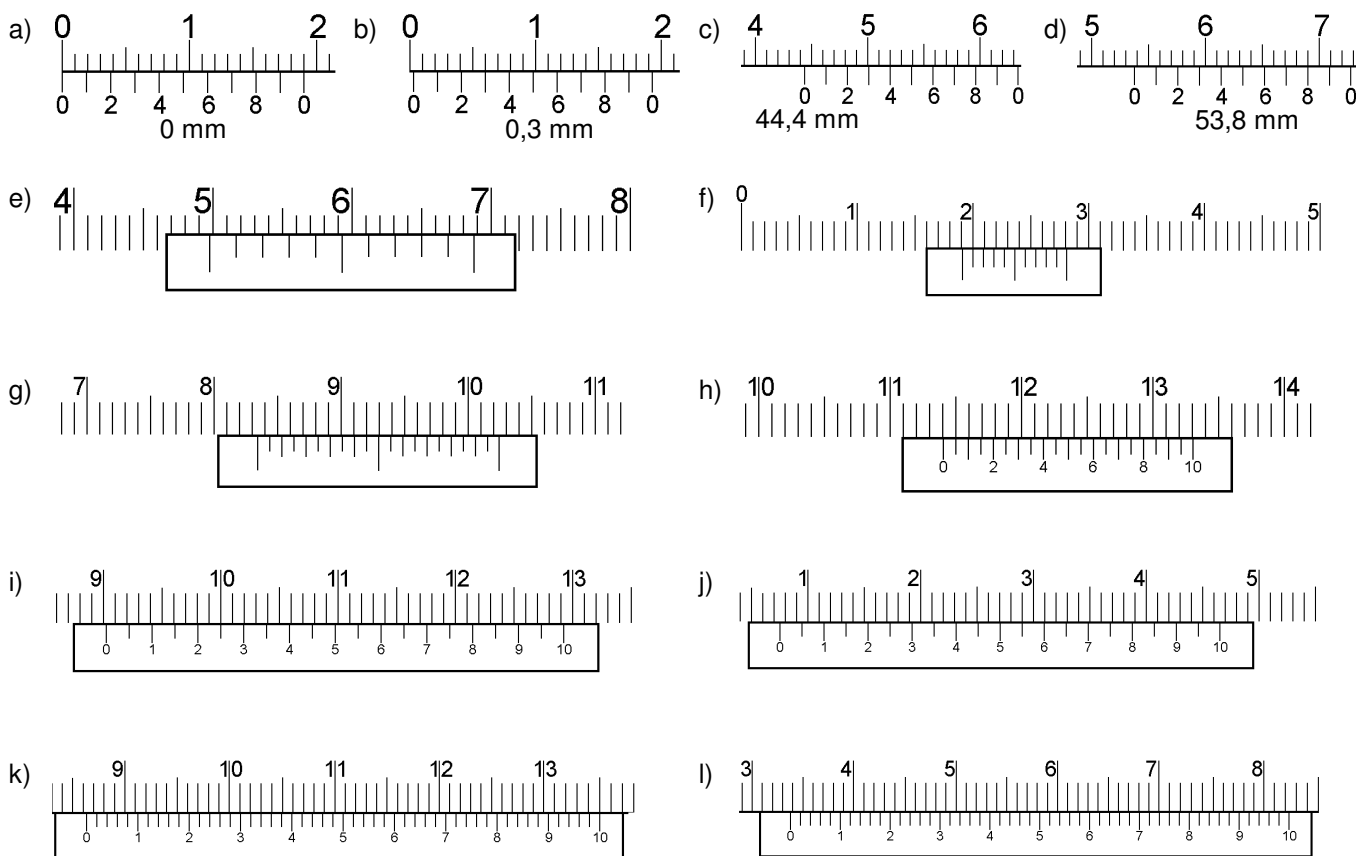 a) 0 1 2 b) 0 1 2 c) 4 5 6 d) 5 6 7
0 2 4 6 8 0 0 2 4 6 8 0 0 2 4 6 8 0 0 2 4 6 8 0
0 mm 0,3 mm 44,4 mm 53,8 mm
e) 4 5 6 7 8 f) 0 1 2 3 4 5
g) 7 8 9 10 11 h) 10 11 12 13 14
0 2 4 6 8 10
i) 9 10 11 12 13 j) 1 2 3 4 5
0 1 2 3 4 5 6 7 8 9 10 0 1 2 3 4 5 6 7 8 9 10
k) 9 10 11 12 13 l) 3 4 5 6 7 8
0 1 2 3 4 5 6 7 8 9 10 0 1 2 3 4 5 6 7 8 9 10